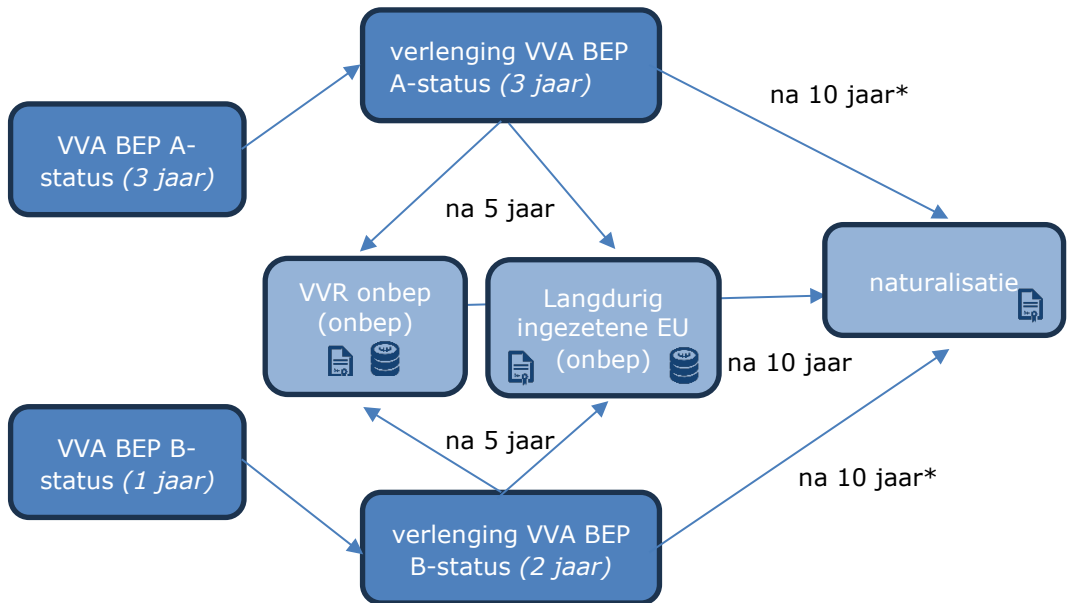 verlenging VVA BEP
A-status (3 jaar)
na 10 jaar*
VVA BEP A-
status (3 jaar)
na 5 jaar
VVR onbep
(onbep)
Langdurig
ingezetene EU
(onbep)
naturalisatie
na 10 jaar
VVA BEP B-
status (1 jaar)
na 5 jaar
na 10 jaar*
verlenging VVA BEP
B-status (2 jaar)